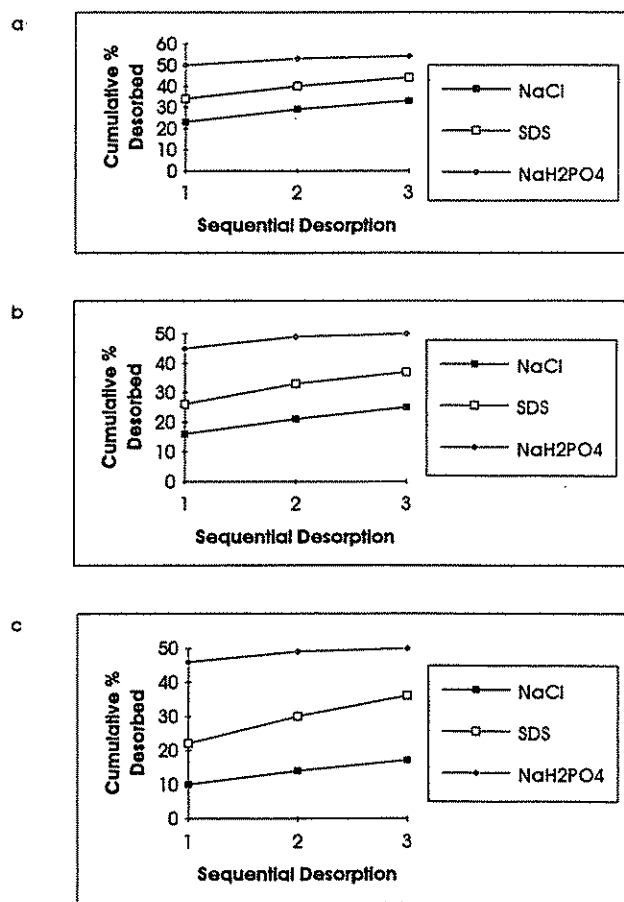 a
Cumulative %
Desorbed
60
50
40
30
20
10
0
1 2 3
Sequential Desorption
NaCl
SDS
NaH2PO4
b
Cumulative %
Desorbed
50
40
30
20
10
0
1 2 3
Sequential Desorption
NaCl
SDS
NaH2PO4
c
Cumulative %
Desorbed
50
40
30
20
10
0
1 2 3
Sequential Desorption
NaCl
SDS
NaH2PO4